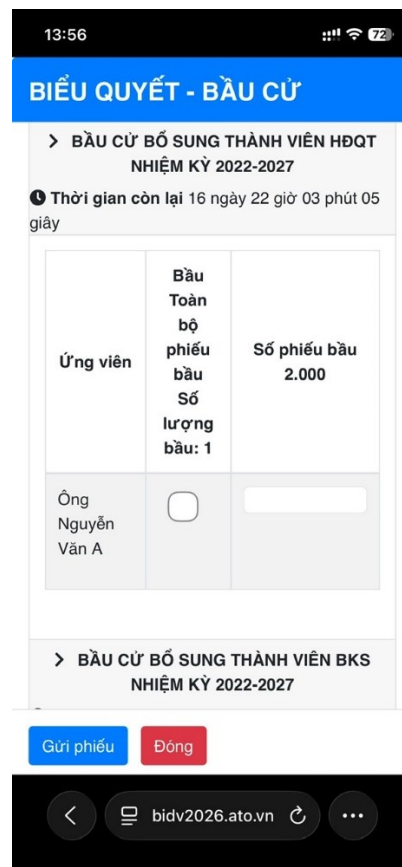 13:56
72
BIỂU QUYẾT - BẦU CỬ
BẦU CỬ BỔ SUNG THÀNH VIÊN HĐQT
NHIỆM KỲ 2022-2027
Thời gian còn lại 16 ngày 22 giờ 03 phút 05
giây
Ứng viên
Bầu
Toàn
bộ
phiếu
bầu
Số
lượng
bầu: 1
Số phiếu bầu
2.000
Ông
Nguyễn
Văn A
BẦU CỬ BỔ SUNG THÀNH VIÊN BKS
NHIỆM KỲ 2022-2027
Gửi phiếu
Đóng
bidv2026.ato.vn